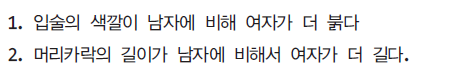 1. 입술의 색깔이 남자에 비해 여자가 더 붉다
2. 머리카락의 길이가 남자에 비해서 여자가 더 길다.